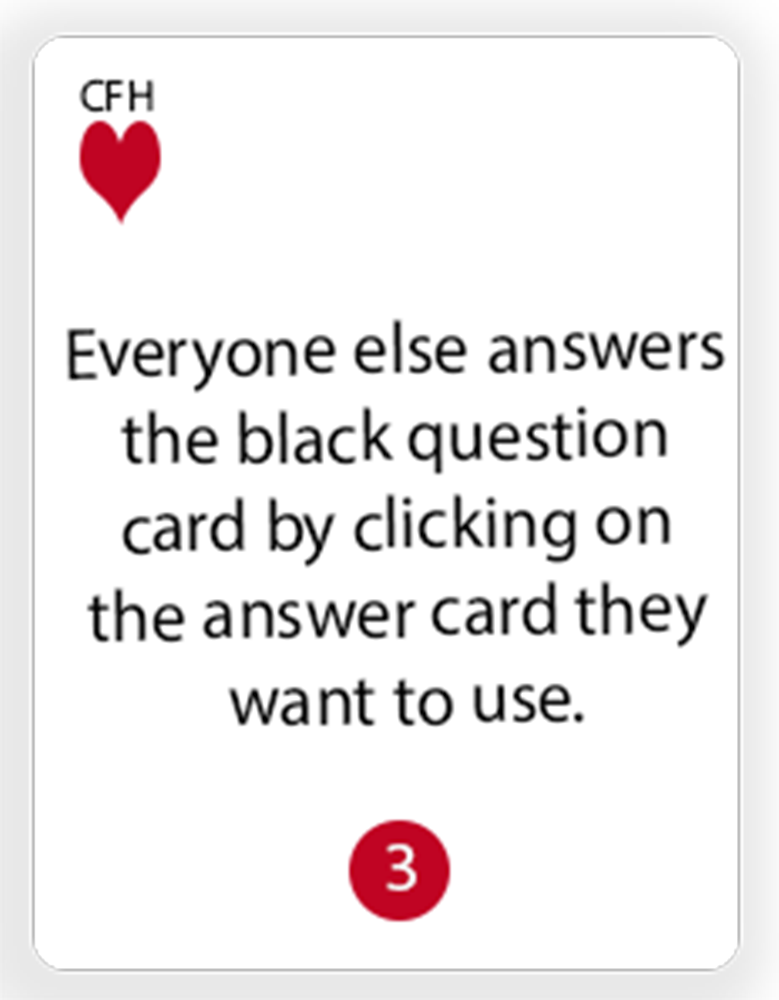 CFH
Everyone else answers
the black question
card by clicking on
the answer card they
want to use.
3